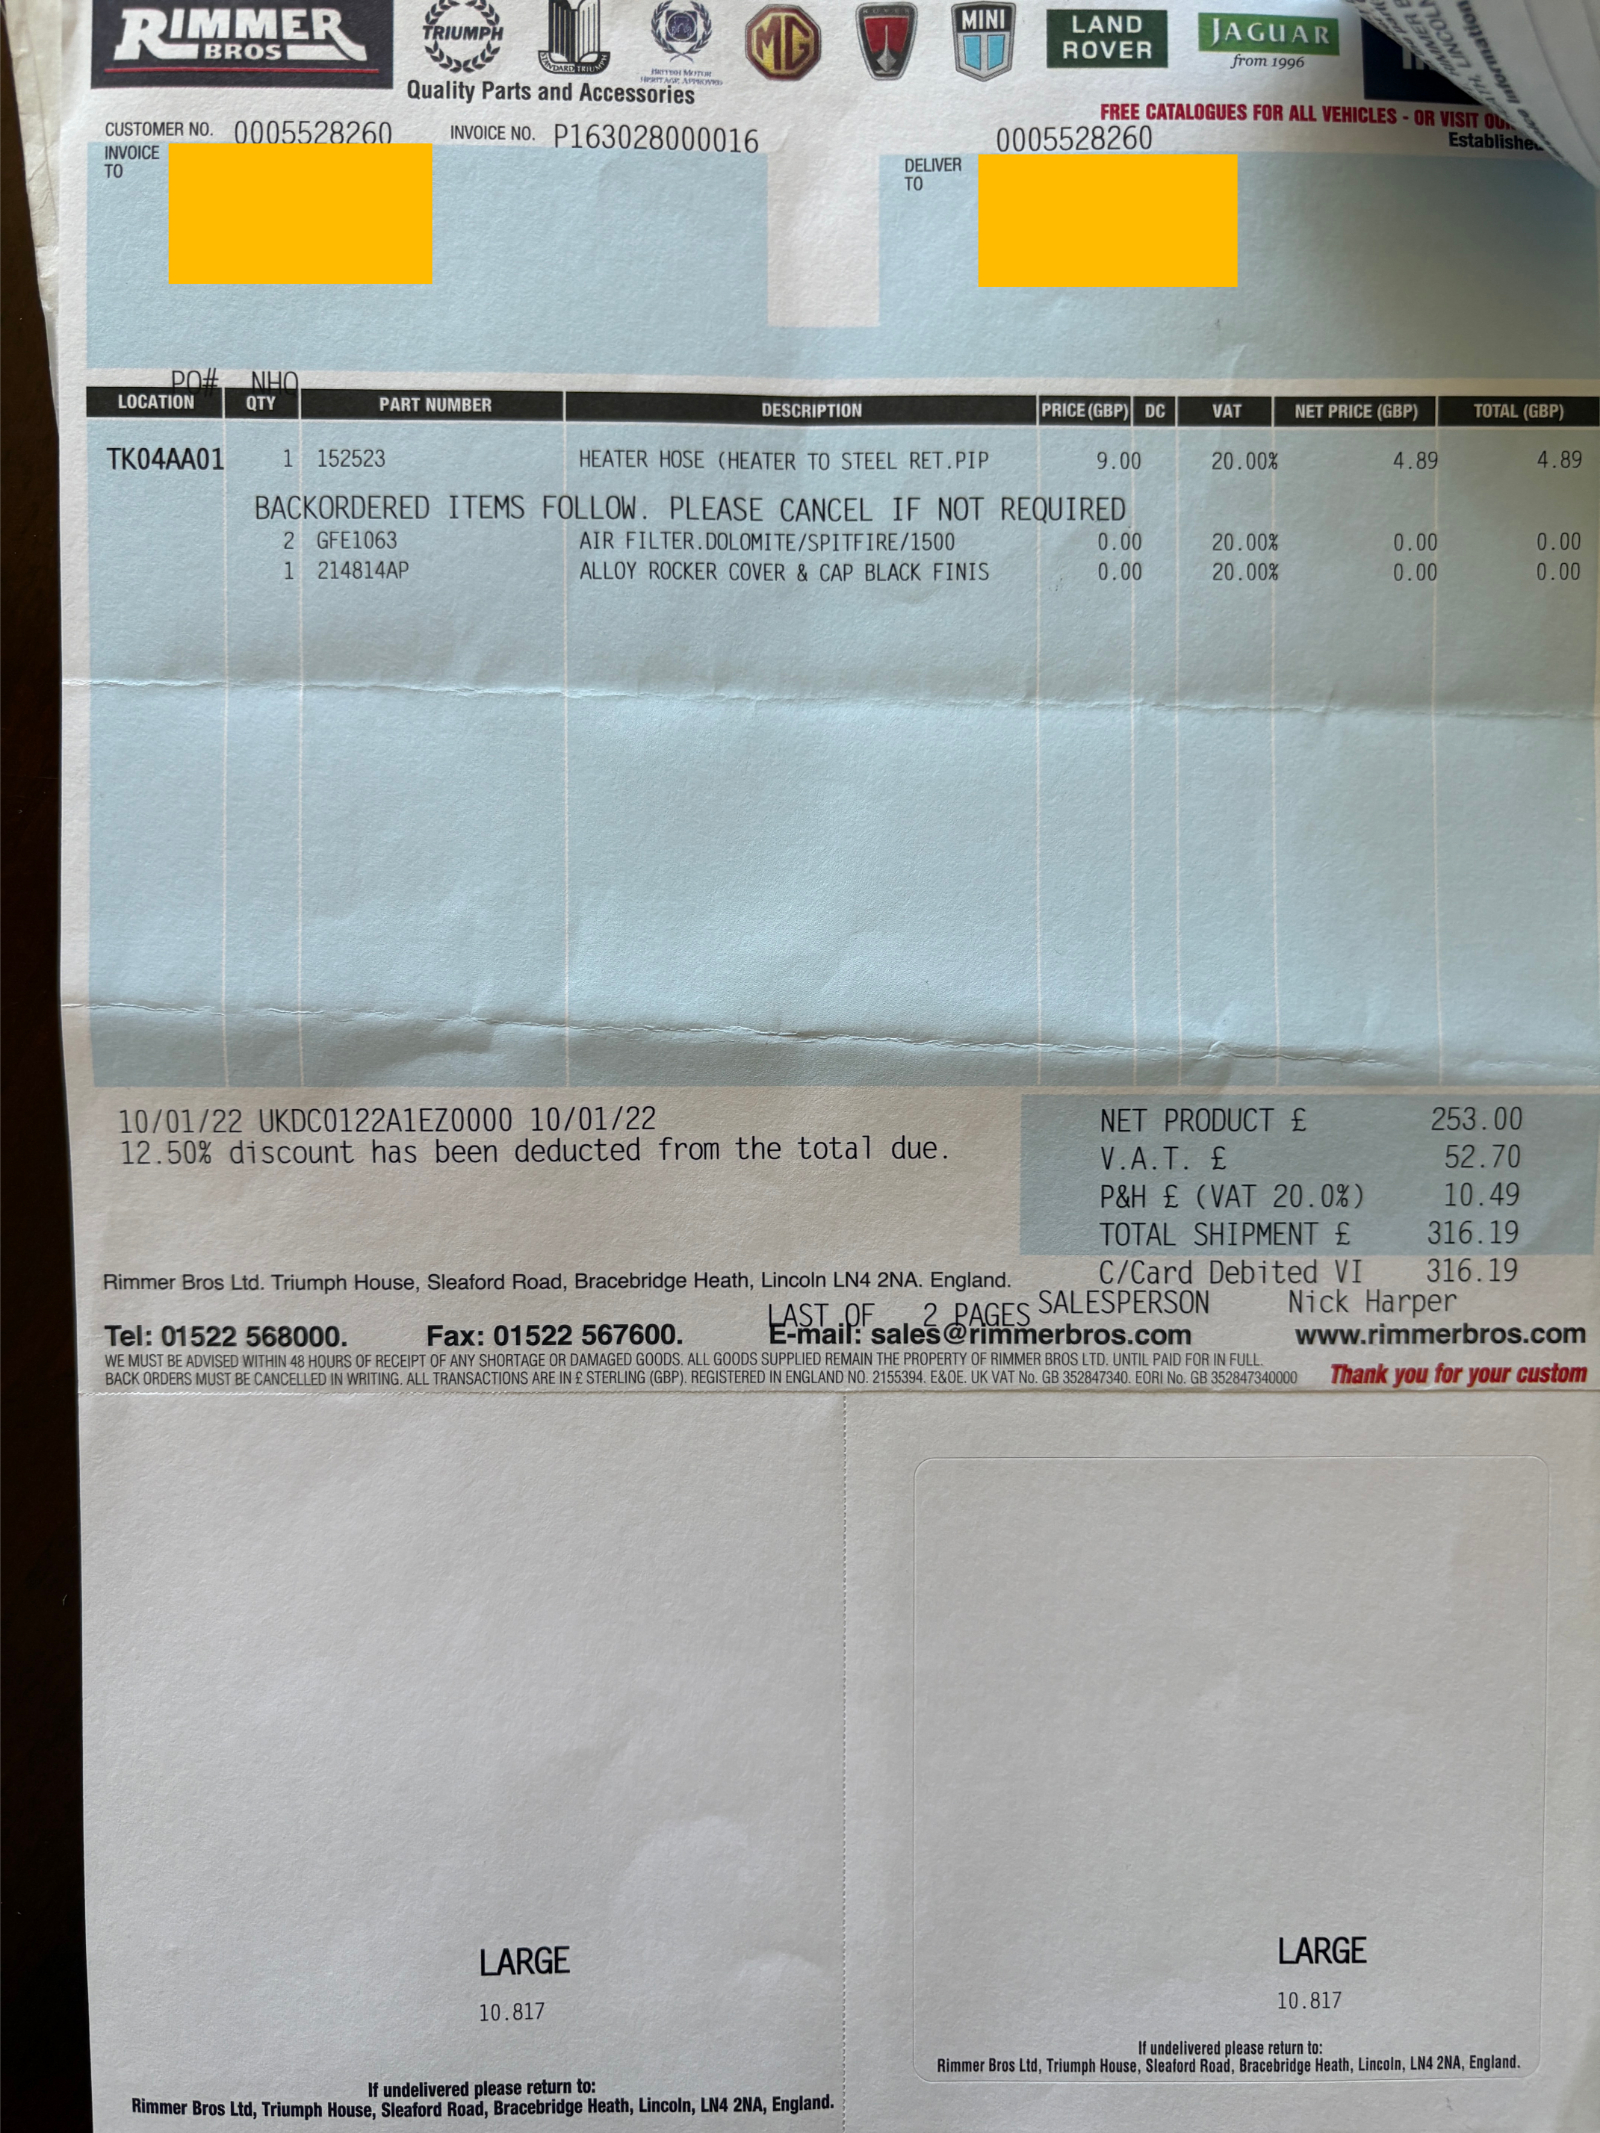 RIMMER
BROS
TRIUMPH
STANDARD TRIUMPH
BRITISH MOTOR
HERITAGE APPROVED
MG
ROVER
MINI
LAND
ROVER
JAGUAR
from 1996
Quality Parts and Accessories
FREE CATALOGUES FOR ALL VEHICLES - OR VISIT
Established
CUSTOMER NO. 0005528260 INVOICE NO. P163028000016 0005528260
INVOICE
TO
DELIVER
TO
PO# NHQ
LOCATION QTY PART NUMBER DESCRIPTION PRICE (GBP) DC VAT NET PRICE (GBP) TOTAL (GBP)
TK04AA01 1 152523 HEATER HOSE (HEATER TO STEEL RET.PIP 9.00 20.00% 4.89 4.89
BACKORDERED ITEMS FOLLOW. PLEASE CANCEL IF NOT REQUIRED
2 GFE1063 AIR FILTER.DOLOMITE/SPITFIRE/1500 0.00 20.00% 0.00 0.00
1 214814AP ALLOY ROCKER COVER & CAP BLACK FINIS 0.00 20.00% 0.00 0.00
10/01/22 UKDC0122A1EZ0000 10/01/22
12.50% discount has been deducted from the total due.
NET PRODUCT £ 253.00
V.A.T. £ 52.70
P&H £ (VAT 20.0%) 10.49
TOTAL SHIPMENT £ 316.19
C/Card Debited VI 316.19
Rimmer Bros Ltd. Triumph House, Sleaford Road, Bracebridge Heath, Lincoln LN4 2NA. England.
LAST OF 2 PAGES SALESPERSON Nick Harper
Tel: 01522 568000. Fax: 01522 567600. E-mail: sales@rimmerbros.com www.rimmerbros.com
WE MUST BE ADVISED WITHIN 48 HOURS OF RECEIPT OF ANY SHORTAGE OR DAMAGED GOODS. ALL GOODS SUPPLIED REMAIN THE PROPERTY OF RIMMER BROS LTD. UNTIL PAID FOR IN FULL.
BACK ORDERS MUST BE CANCELLED IN WRITING. ALL TRANSACTIONS ARE IN £ STERLING (GBP). REGISTERED IN ENGLAND NO. 2155394. E&OE. UK VAT No. GB 352847340. EORI No. GB 352847340000
Thank you for your custom
LARGE
10.817
If undelivered please return to:
Rimmer Bros Ltd, Triumph House, Sleaford Road, Bracebridge Heath, Lincoln, LN4 2NA, England.
LARGE
10.817
If undelivered please return to:
Rimmer Bros Ltd, Triumph House, Sleaford Road, Bracebridge Heath, Lincoln, LN4 2NA, England.